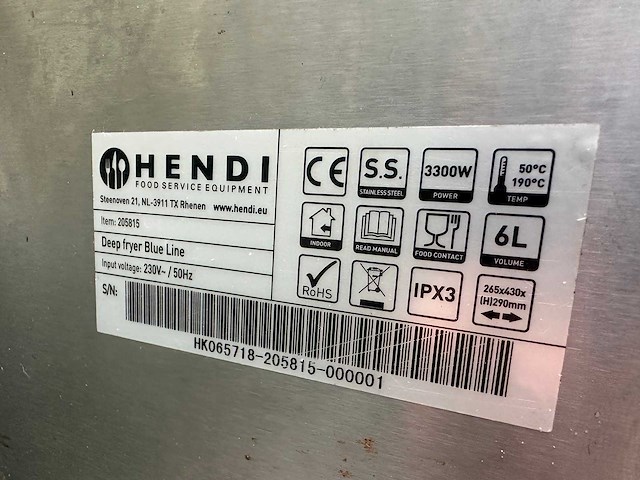 HENDI
FOOD SERVICE EQUIPMENT
Steenoven 21, NL-3911 TX Rhenen www.hendi.eu
Item: 205815
Deep fryer Blue Line
Input voltage: 230V~ / 50Hz
S/N:
HK065718-205815-000001
CE
S.S.
STAINLESS STEEL
3300W
POWER
50°C
190°C
TEMP
INDOOR
READ MANUAL
FOOD CONTACT
6L
VOLUME
RoHS
IPX3
265x430x
(H)290mm